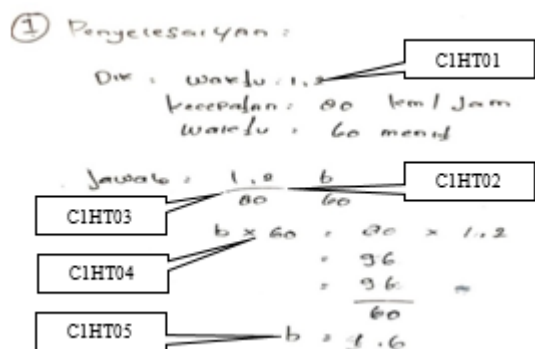 ① Penyelesaiyan :
Dik : waktu : 1,2
C1HT01
kecepatan : 80 km/jam
waktu : 60 menit
Jawab : 1,2 b
80 60
C1HT02
C1HT03
b x 60 = 80 x 1.2
C1HT04
= 96
= 96 =
60
C1HT05
b = 1.6